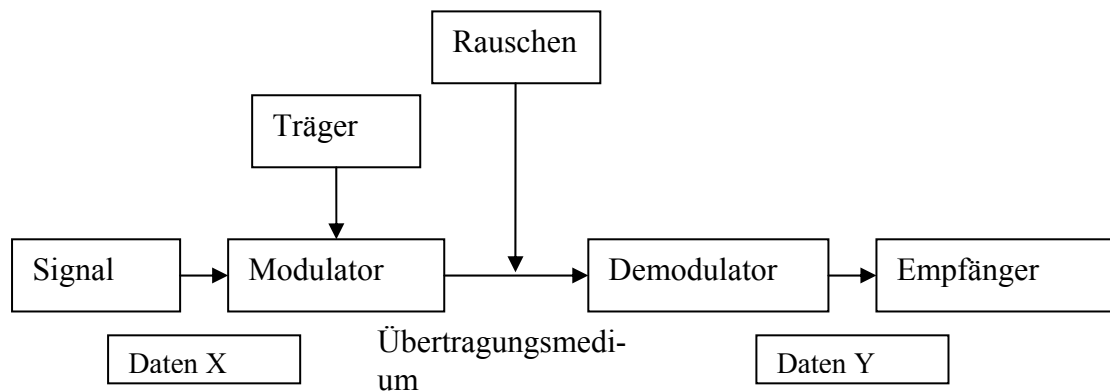 Rauschen
Träger
Signal
Modulator
Demodulator
Empfänger
Daten X
Übertragungsmedi-
um
Daten Y